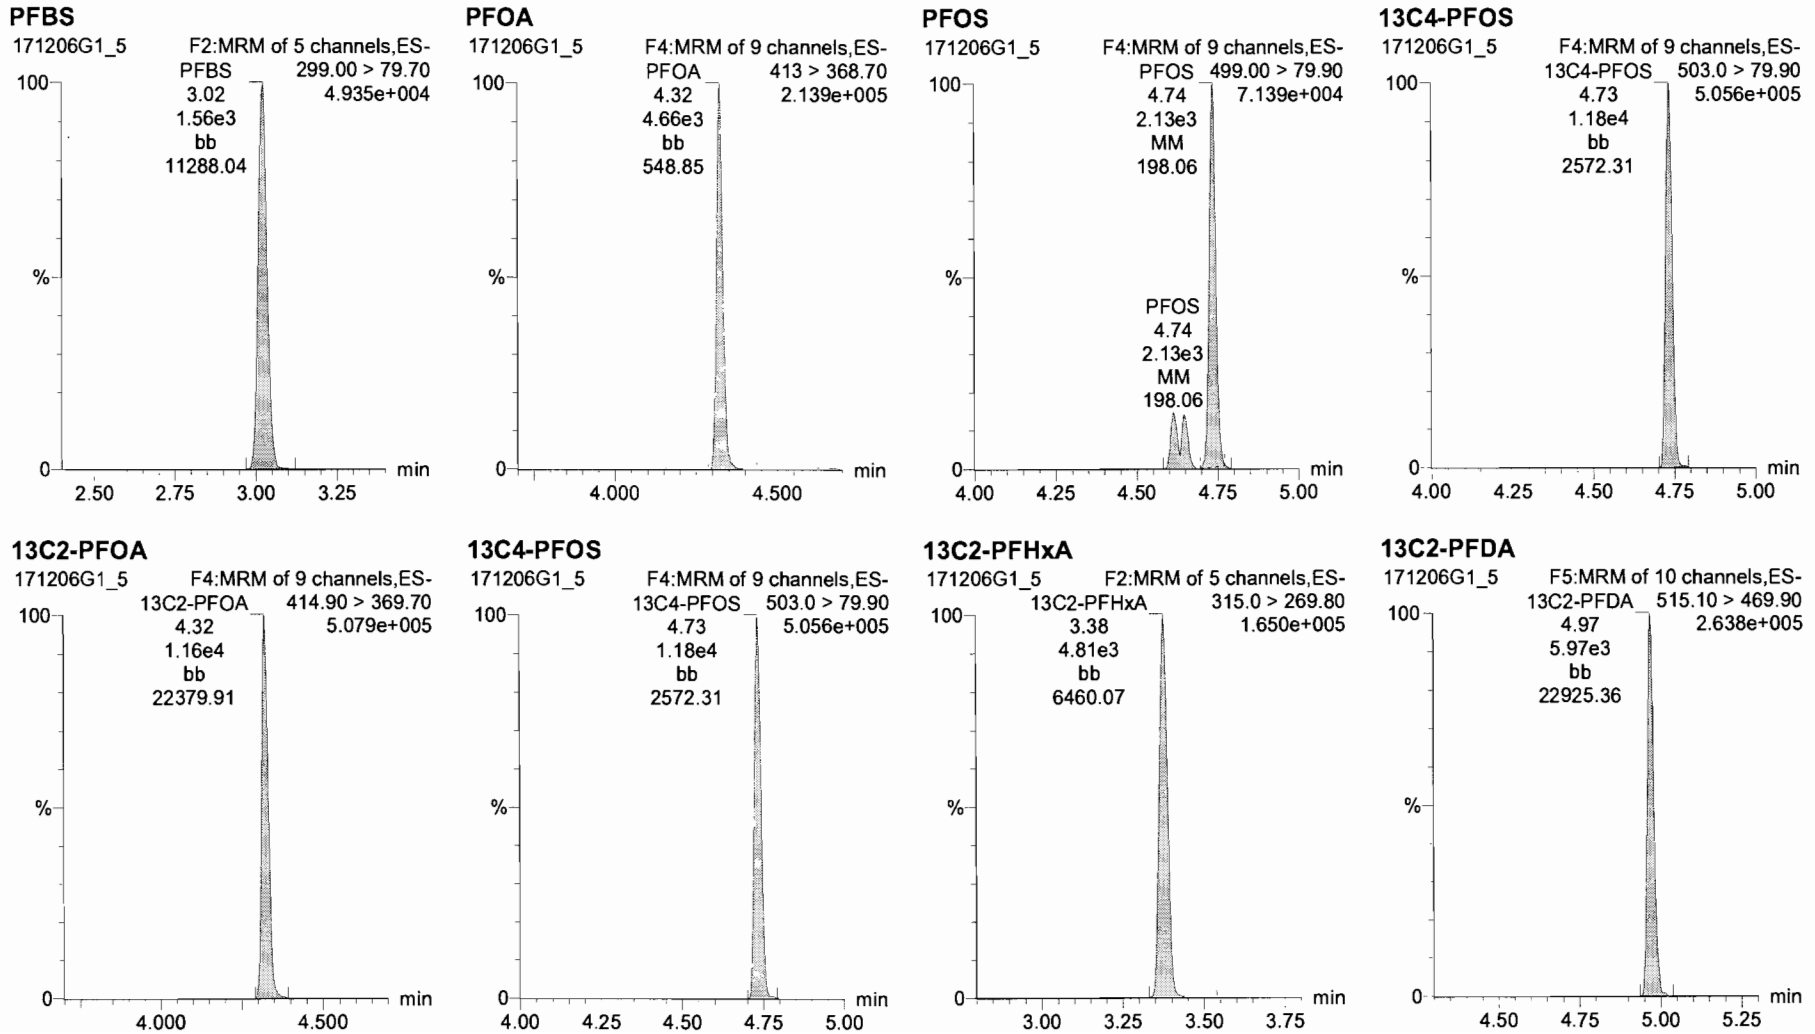 PFBS
171206G1_5 F2:MRM of 5 channels,ES-
PFBS 299.00 > 79.70
3.02 4.935e+004
1.56e3
bb
11288.04
100
%
0
min
2.50 2.75 3.00 3.25
PFOA
171206G1_5 F4:MRM of 9 channels,ES-
PFOA 413 > 368.70
4.32 2.139e+005
4.66e3
bb
548.85
100
%
0
min
4.000 4.500
PFOS
171206G1_5 F4:MRM of 9 channels,ES-
PFOS 499.00 > 79.90
4.74 7.139e+004
2.13e3
MM
198.06
100
%
PFOS
4.74
2.13e3
MM
198.06
0
min
4.00 4.25 4.50 4.75 5.00
13C4-PFOS
171206G1_5 F4:MRM of 9 channels,ES-
13C4-PFOS 503.0 > 79.90
4.73 5.056e+005
1.18e4
bb
2572.31
100
%
0
min
4.00 4.25 4.50 4.75 5.00
13C2-PFOA
171206G1_5 F4:MRM of 9 channels,ES-
13C2-PFOA 414.90 > 369.70
4.32 5.079e+005
1.16e4
bb
22379.91
100
%
0
min
4.000 4.500
13C4-PFOS
171206G1_5 F4:MRM of 9 channels,ES-
13C4-PFOS 503.0 > 79.90
4.73 5.056e+005
1.18e4
bb
2572.31
100
%
0
min
4.00 4.25 4.50 4.75 5.00
13C2-PFHxA
171206G1_5 F2:MRM of 5 channels,ES-
13C2-PFHxA 315.0 > 269.80
3.38 1.650e+005
4.81e3
bb
6460.07
100
%
0
min
3.00 3.25 3.50 3.75
13C2-PFDA
171206G1_5 F5:MRM of 10 channels,ES-
13C2-PFDA 515.10 > 469.90
4.97 2.638e+005
5.97e3
bb
22925.36
100
%
0
min
4.50 4.75 5.00 5.25